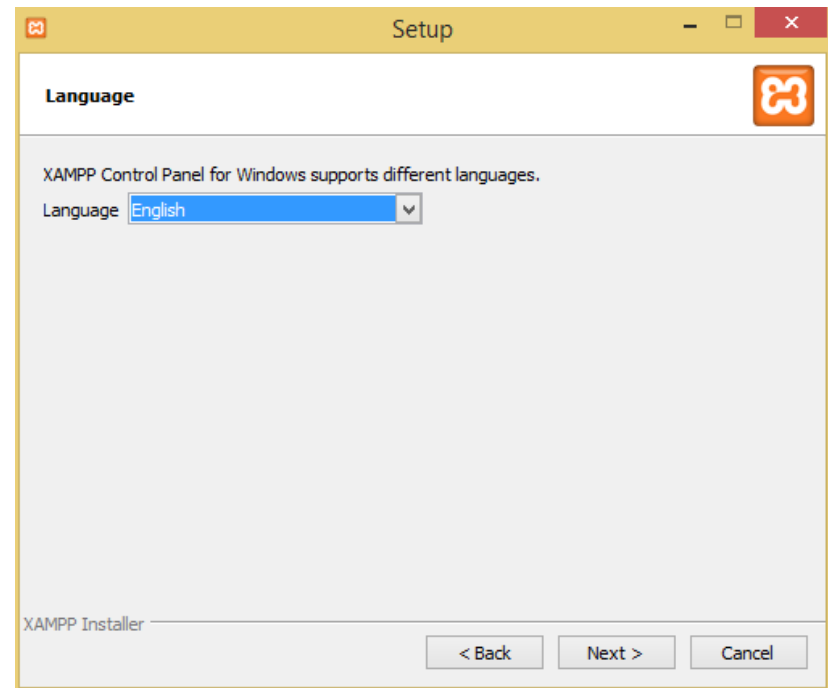 Setup
Language
XAMPP Control Panel for Windows supports different languages.
Language English
XAMPP Installer
< Back Next > Cancel